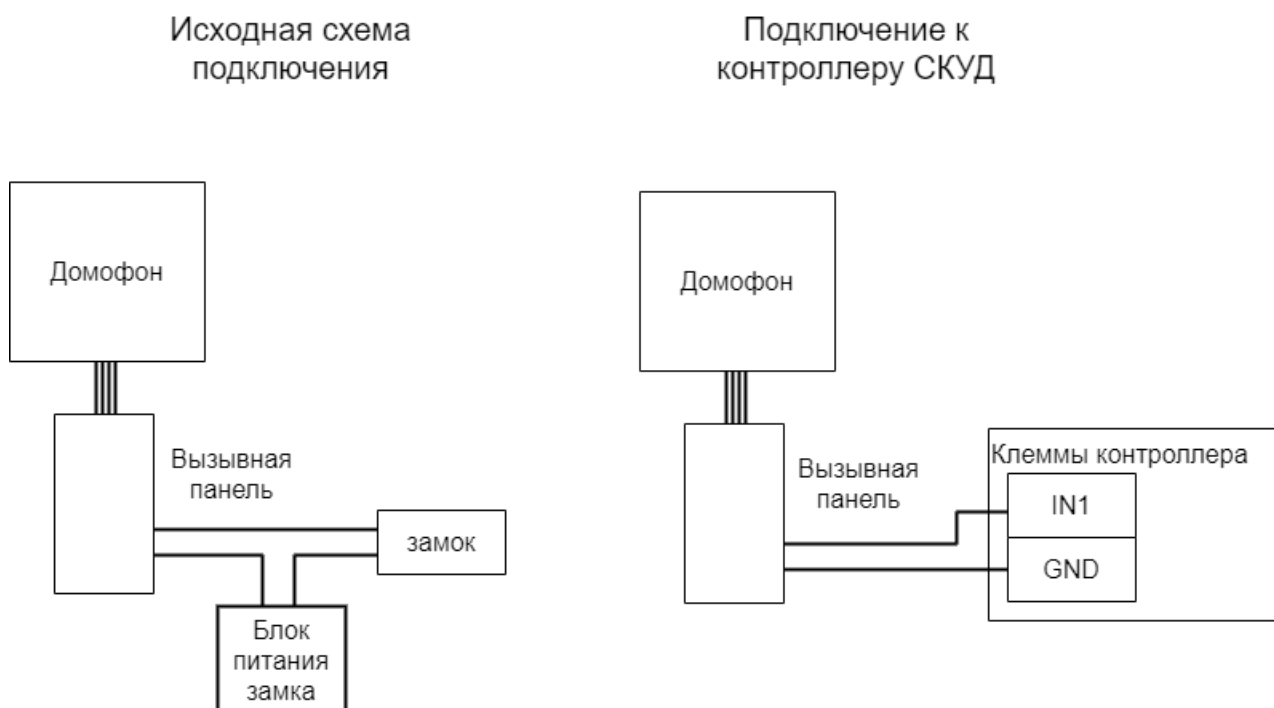 Исходная схема
подключения
Подключение к
контроллеру СКУД
Домофон
Вызывная
панель
замок
Блок
питания
замка
Домофон
Вызывная
панель
Клеммы контроллера
IN1
GND